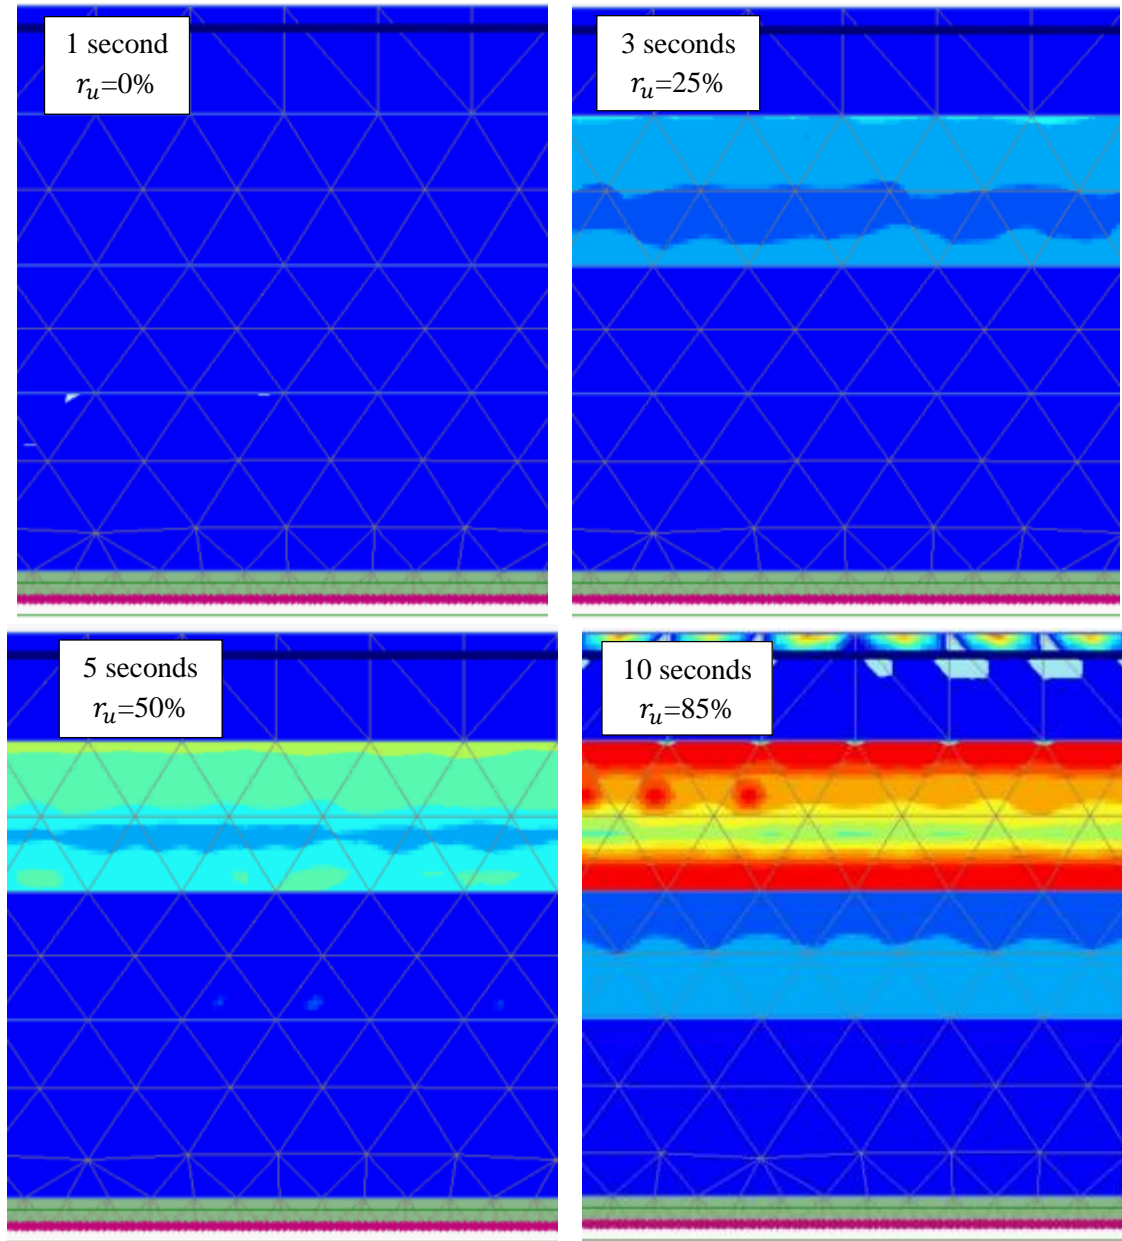 1 second
r_u=0%
3 seconds
r_u=25%
5 seconds
r_u=50%
10 seconds
r_u=85%